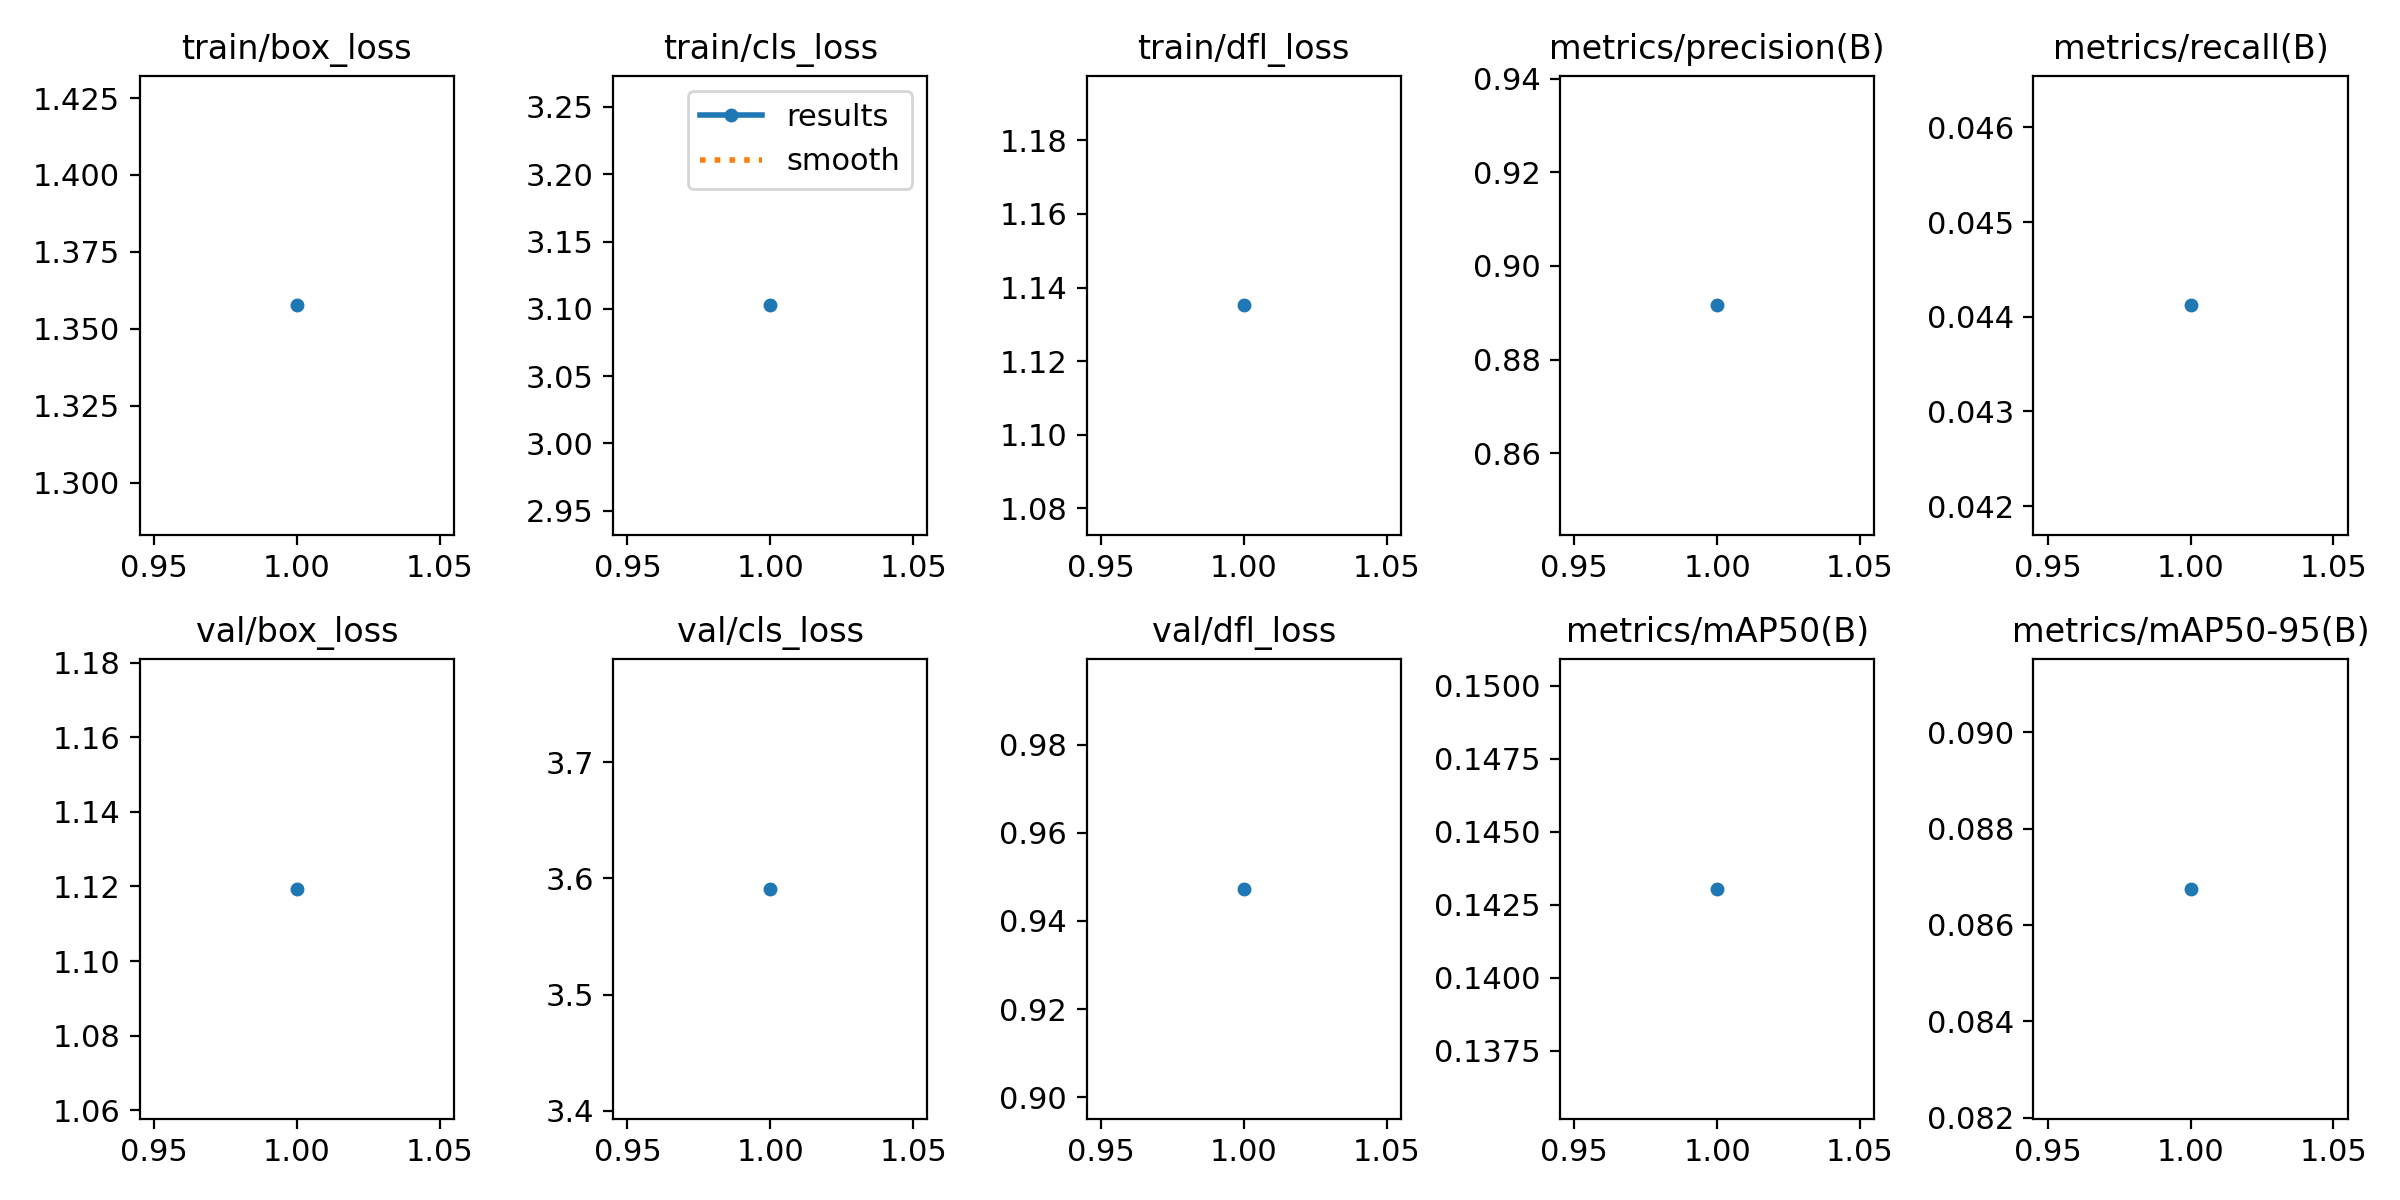 train/box_loss
train/cls_loss
train/dfl_loss
metrics/precision(B)
metrics/recall(B)
1.425
1.400
1.375
1.350
1.325
1.300
0.95 1.00 1.05
results
smooth
3.25
3.20
3.15
3.10
3.05
3.00
2.95
0.95 1.00 1.05
1.18
1.16
1.14
1.12
1.10
1.08
0.95 1.00 1.05
0.94
0.92
0.90
0.88
0.86
0.95 1.00 1.05
0.046
0.045
0.044
0.043
0.042
0.95 1.00 1.05
val/box_loss
val/cls_loss
val/dfl_loss
metrics/mAP50(B)
metrics/mAP50-95(B)
1.18
1.16
1.14
1.12
1.10
1.08
1.06
0.95 1.00 1.05
3.7
3.6
3.5
3.4
0.95 1.00 1.05
0.98
0.96
0.94
0.92
0.90
0.95 1.00 1.05
0.1500
0.1475
0.1450
0.1425
0.1400
0.1375
0.95 1.00 1.05
0.090
0.088
0.086
0.084
0.082
0.95 1.00 1.05